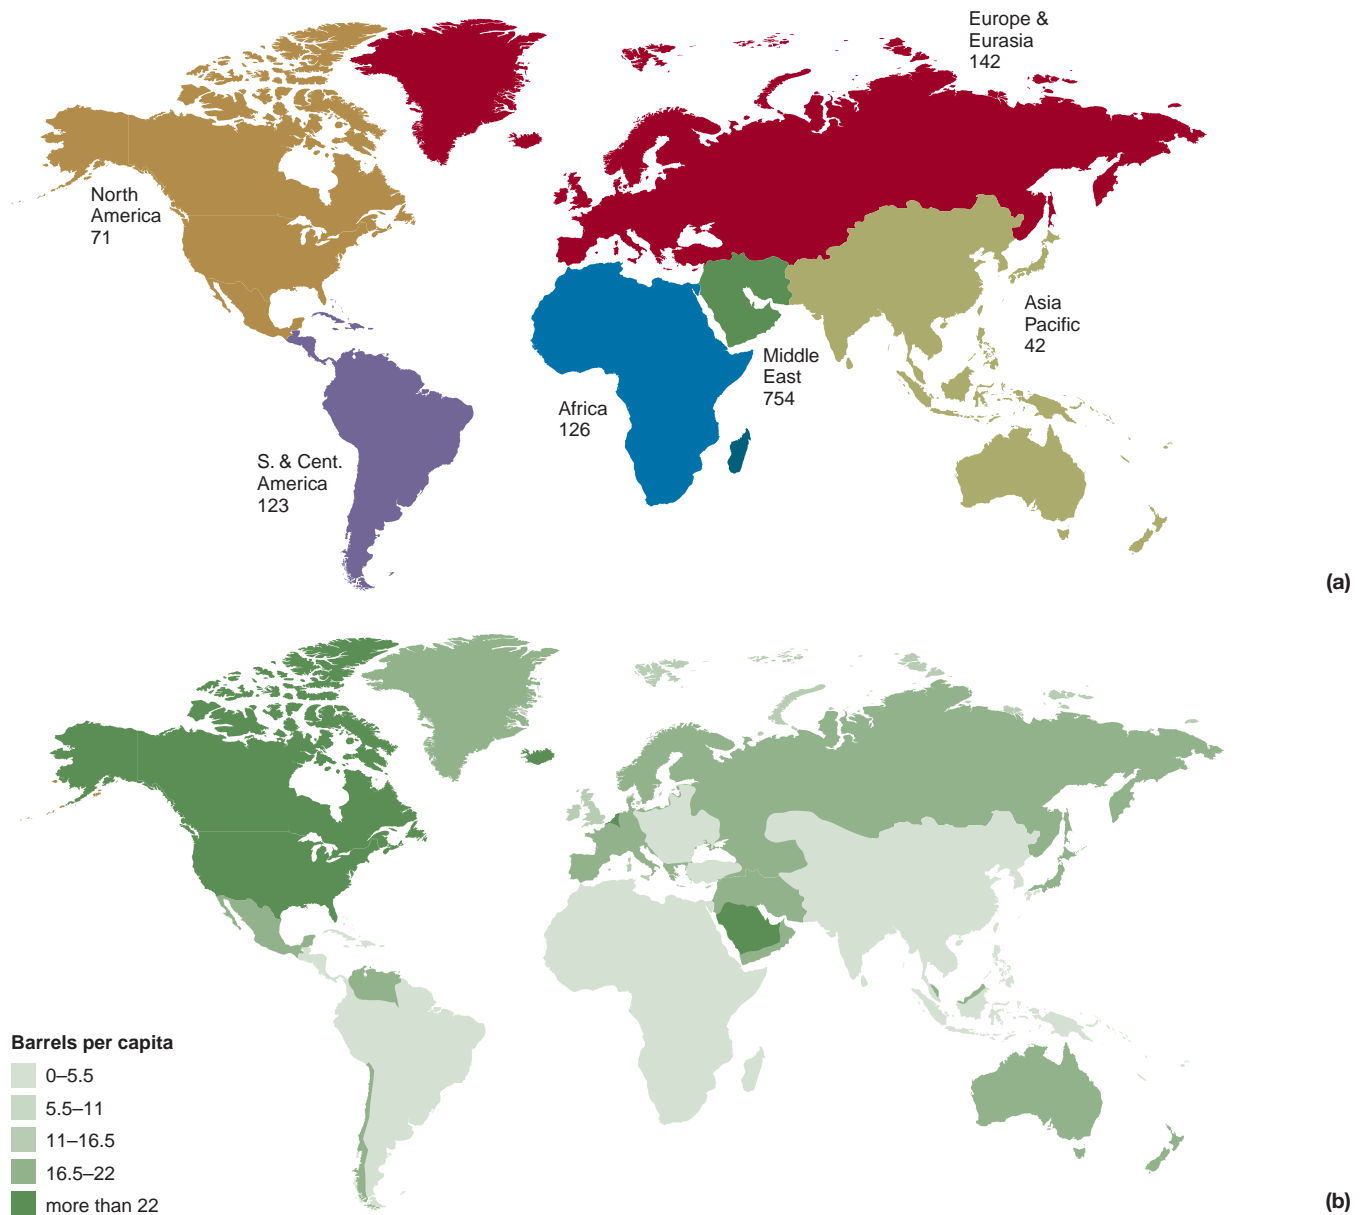 Europe &
Eurasia
142
North
America
71
Asia
Pacific
42
Middle
East
754
Africa
126
S. & Cent.
America
123
(a)
Barrels per capita
0–5.5
5.5–11
11–16.5
16.5–22
more than 22
(b)